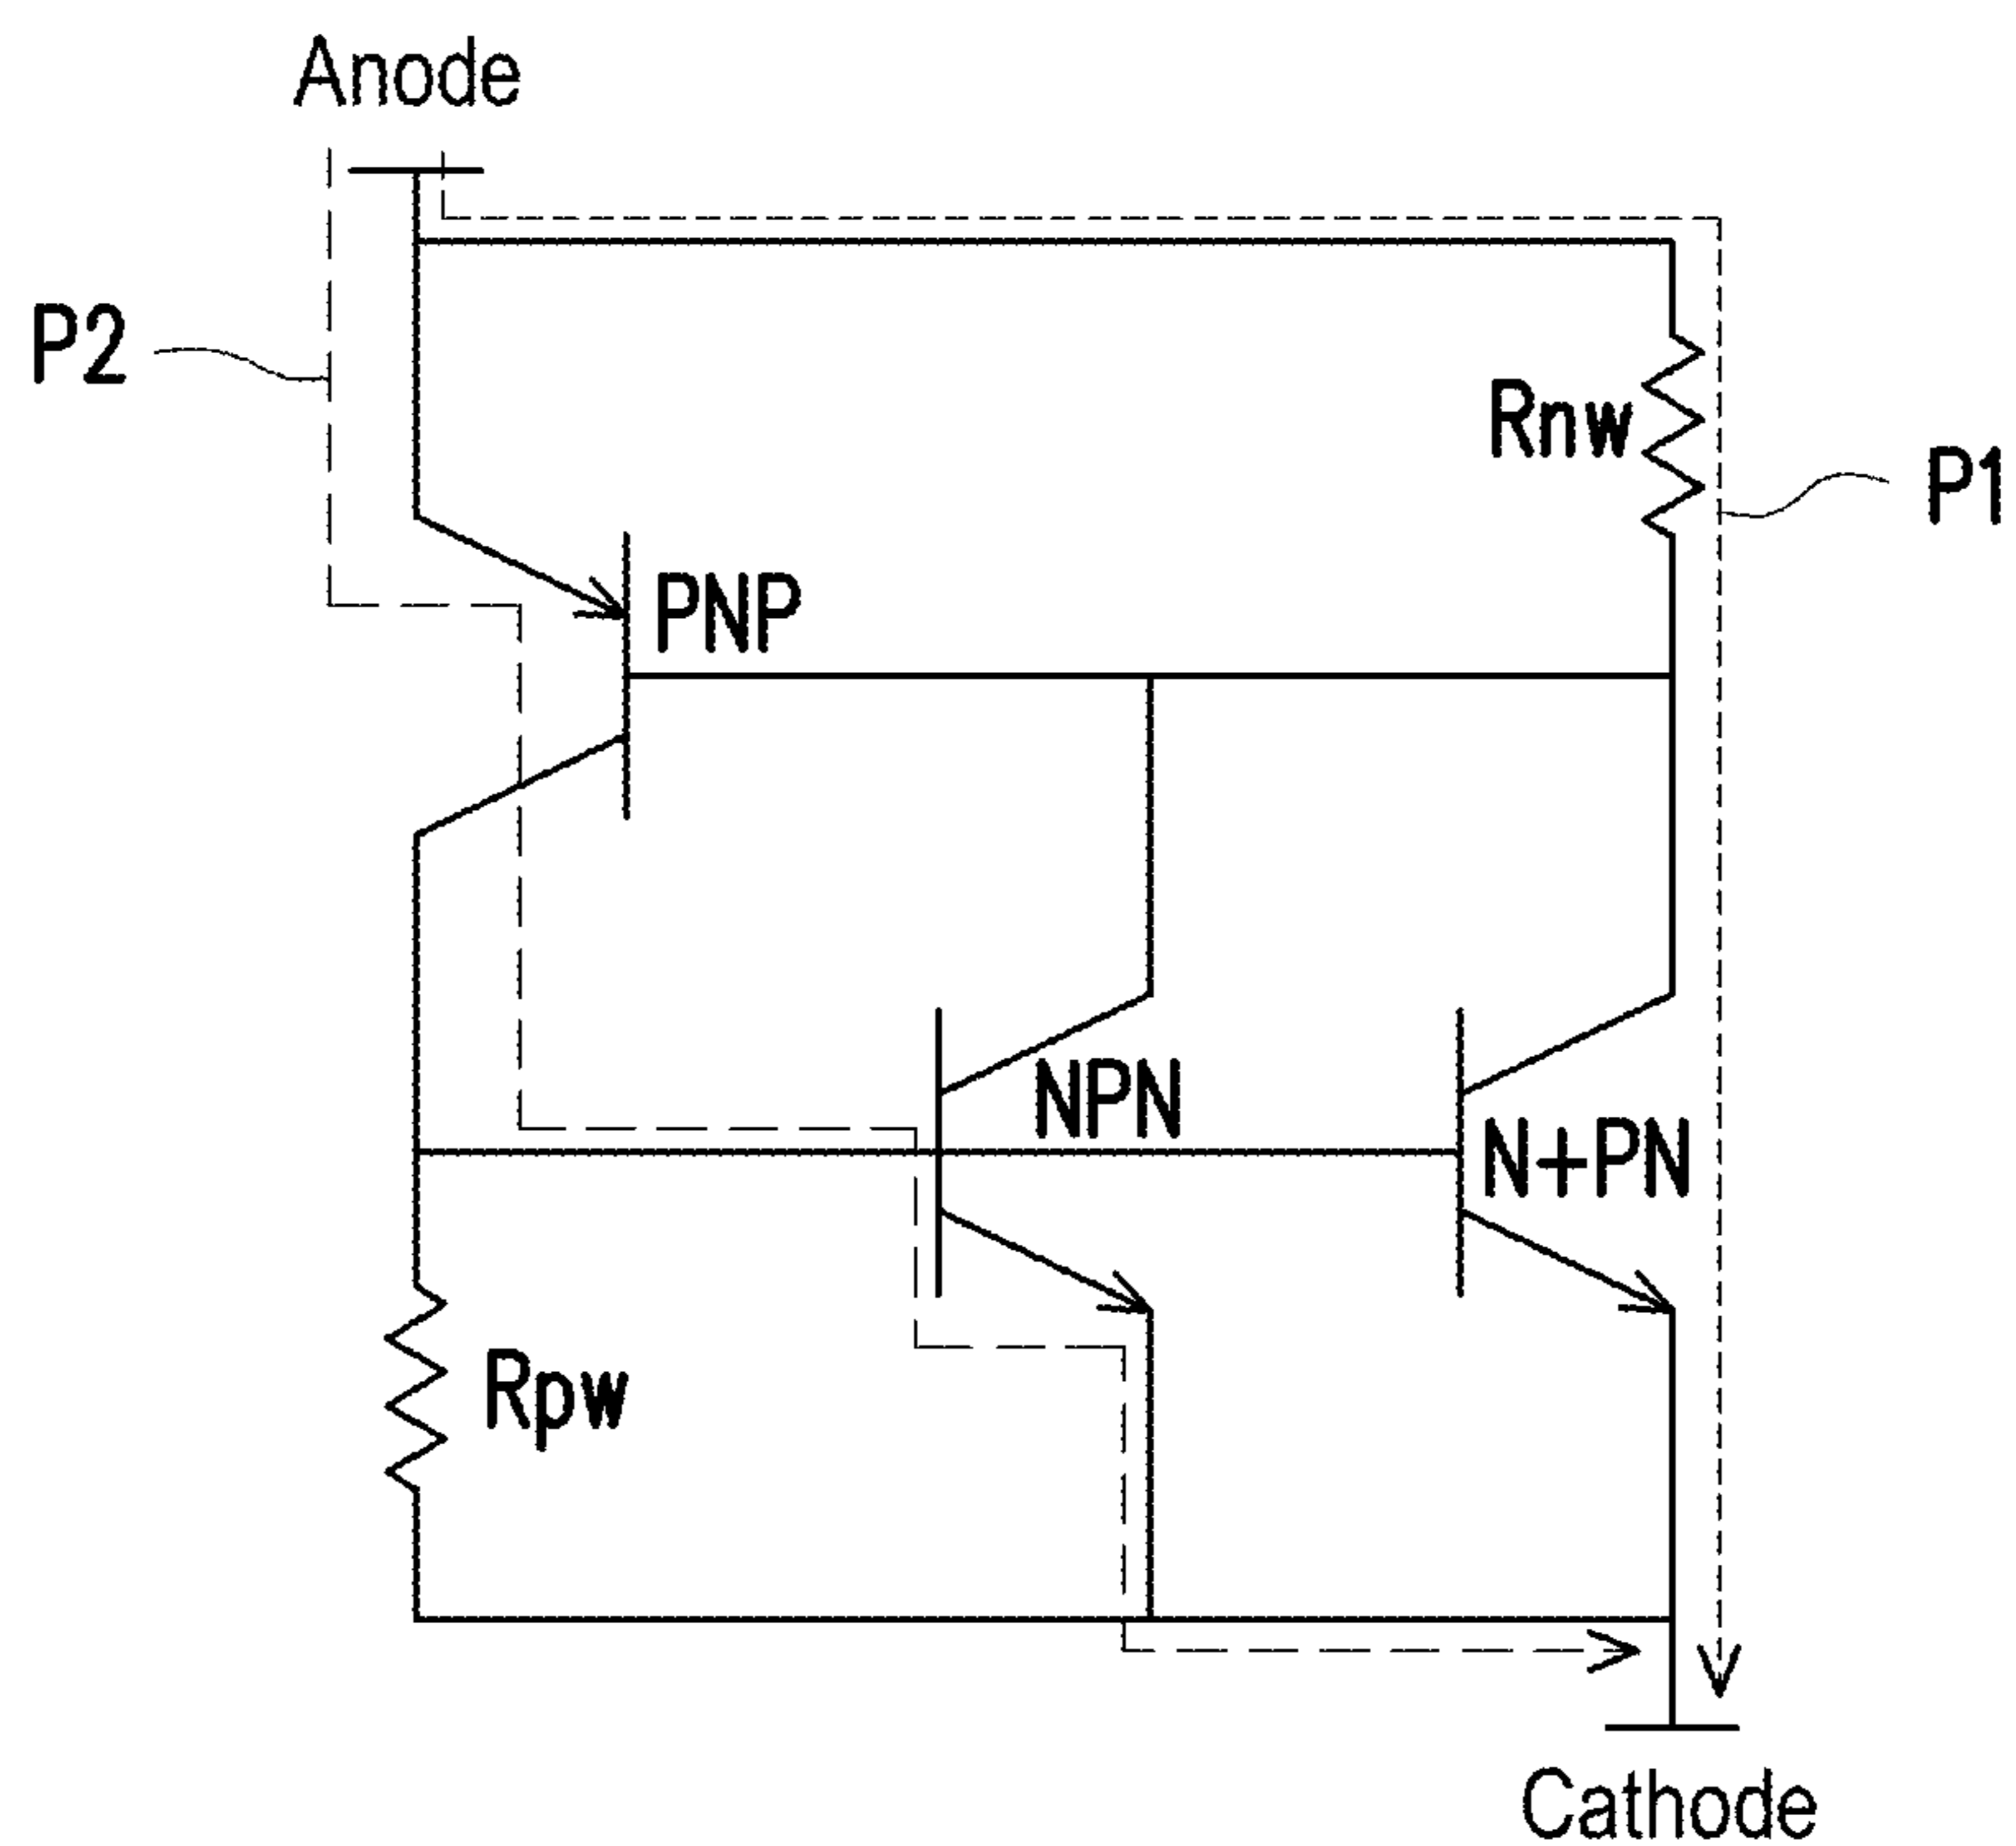 Anode
P2
Rnw
P1
PNP
NPN
N+PN
Rpw
Cathode